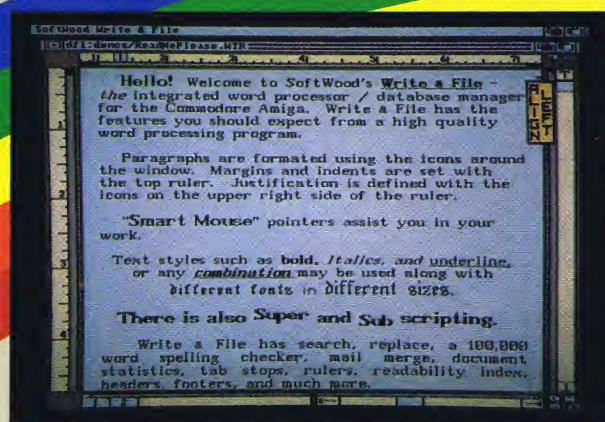 SoftWood Write & File
df1:demos/ReadMePlease.WTR
Hello! Welcome to SoftWood's Write & File -
the integrated word processor / database manager
for the Commodore Amiga. Write & File has the
features you should expect from a high quality
word processing program.
Paragraphs are formated using the icons around
the window. Margins and indents are set with
the top ruler. Justification is defined with the
icons on the upper right side of the ruler.
"Smart Mouse" pointers assist you in your
work.
Text styles such as bold, Italics, and underline,
or any combination may be used along with
different fonts in different sizes.
There is also Super and Sub scripting.
Write & File has search, replace, a 100,000
word spelling checker, mail merge, document
statistics, tab stops, rulers, readability index,
headers, footers, and much more.
ALIGN
LEFT